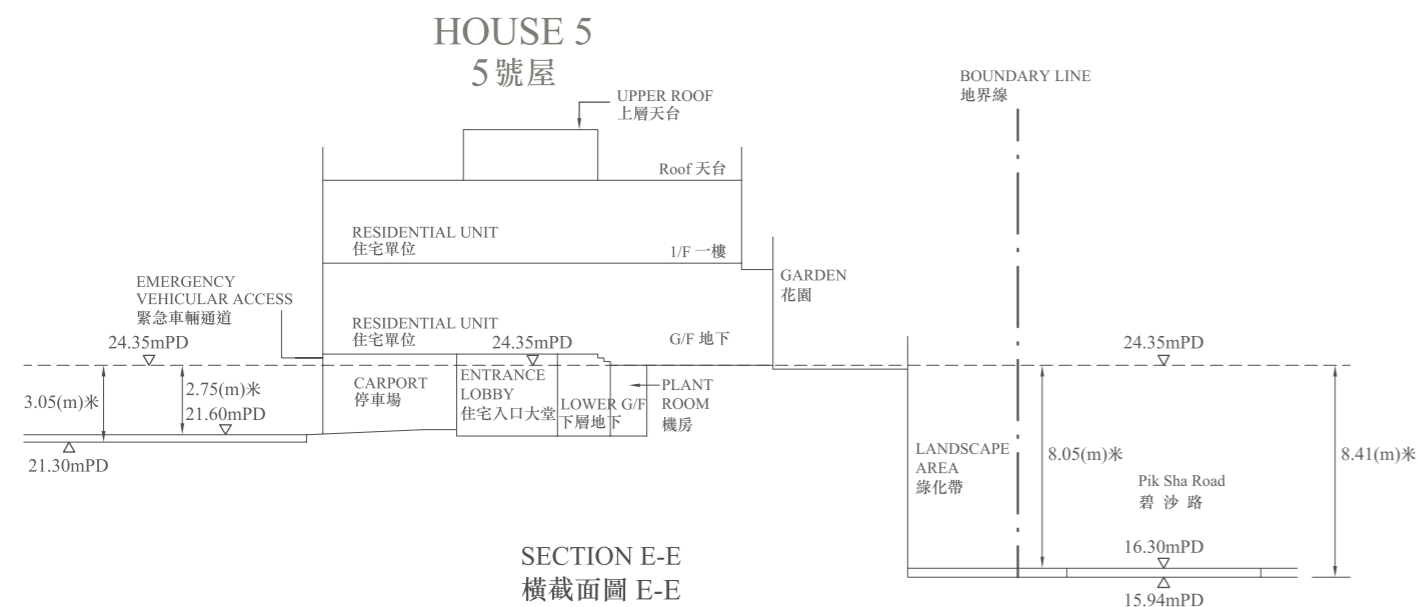 HOUSE 5
5號屋
BOUNDARY LINE
地界線
UPPER ROOF
上層天台
Roof 天台
RESIDENTIAL UNIT
住宅單位
1/F 一樓
GARDEN
花園
EMERGENCY
VEHICULAR ACCESS
緊急車輛通道
RESIDENTIAL UNIT
住宅單位
G/F 地下
24.35mPD
24.35mPD
24.35mPD
3.05(m)米
2.75(m)米
21.60mPD
21.30mPD
CARPORT
停車場
ENTRANCE
LOBBY
住宅入口大堂
LOWER G/F
下層地下
PLANT
ROOM
機房
LANDSCAPE
AREA
綠化帶
8.05(m)米
8.41(m)米
Pik Sha Road
碧 沙 路
16.30mPD
15.94mPD
SECTION E-E
橫截面圖 E-E